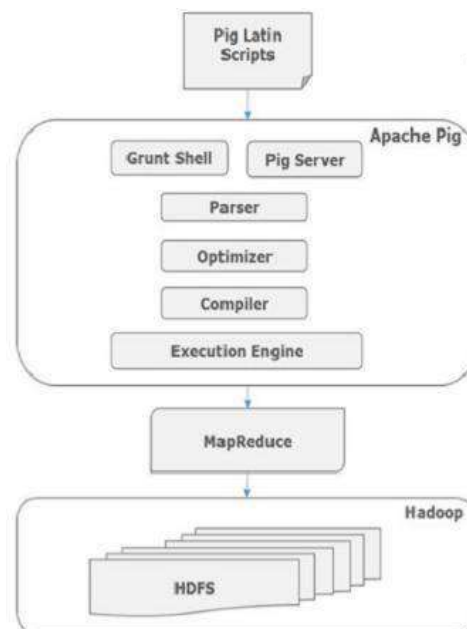 Pig Latin
Scripts
Apache Pig
Grunt Shell
Pig Server
Parser
Optimizer
Compiler
Execution Engine
MapReduce
Hadoop
HDFS